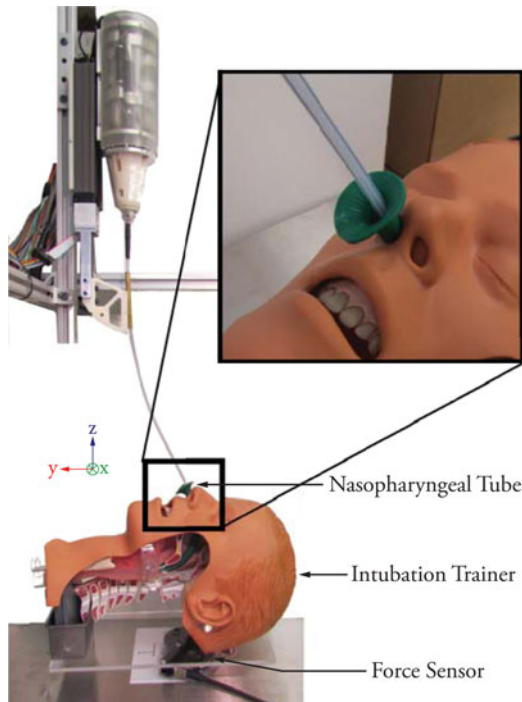 z
y
x
Nasopharyngeal Tube
Intubation Trainer
Force Sensor